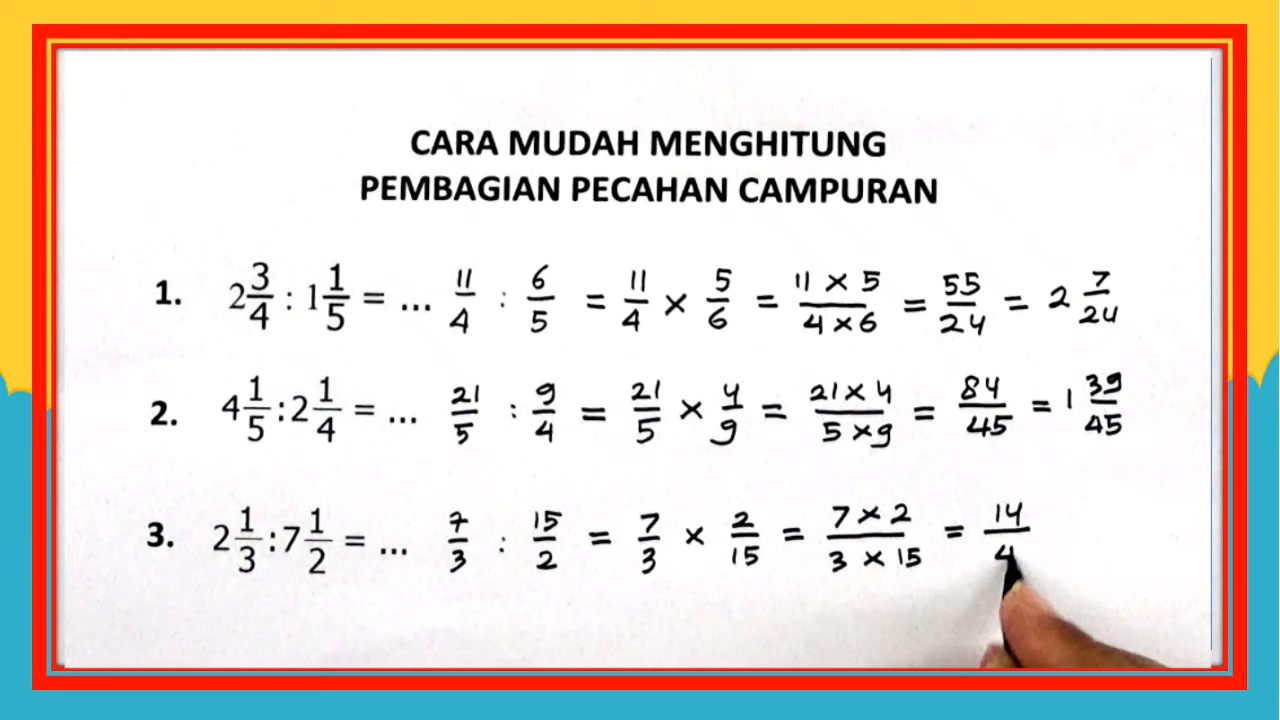 CARA MUDAH MENGHITUNG
PEMBAGIAN PECAHAN CAMPURAN
1. 2 3/4 : 1 1/5 = ... 11/4 : 6/5 = 11/4 × 5/6 = 11 × 5/4 × 6 = 55/24 = 2 7/24
2. 4 1/5 : 2 1/4 = ... 21/5 : 9/4 = 21/5 × 4/9 = 21 × 4/5 × 9 = 84/45 = 1 39/45
3. 2 1/3 : 7 1/2 = ... 7/3 : 15/2 = 7/3 × 2/15 = 7 × 2/3 × 15 = 14/4